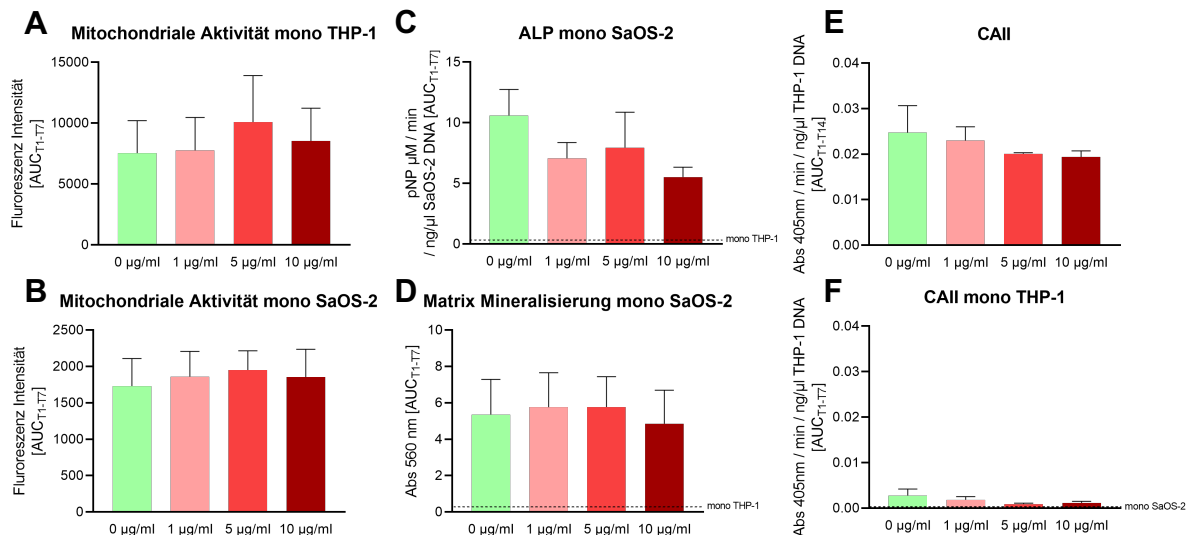 A
Mitochondriale Aktivität mono THP-1
Fluroreszenz Intensität
[AUCT1-T7]
15000
10000
5000
0
0 µg/ml 1 µg/ml 5 µg/ml 10 µg/ml
B
Mitochondriale Aktivität mono SaOS-2
Fluroreszenz Intensität
[AUCT1-T7]
2500
2000
1500
1000
500
0
0 µg/ml 1 µg/ml 5 µg/ml 10 µg/ml
C
ALP mono SaOS-2
pNP µM / min
/ ng/µl SaOS-2 DNA [AUCT1-T7]
15
10
5
0
mono THP-1
0 µg/ml 1 µg/ml 5 µg/ml 10 µg/ml
D
Matrix Mineralisierung mono SaOS-2
Abs 560 nm [AUCT1-T7]
8
6
4
2
0
mono THP-1
0 µg/ml 1 µg/ml 5 µg/ml 10 µg/ml
E
CAII
Abs 405nm / min / ng/µl THP-1 DNA
[AUCT1-T14]
0.04
0.03
0.02
0.01
0.00
0 µg/ml 1 µg/ml 5 µg/ml 10 µg/ml
F
CAII mono THP-1
Abs 405nm / min / ng/µl THP-1 DNA
[AUCT1-T7]
0.04
0.03
0.02
0.01
0.00
mono SaOS-2
0 µg/ml 1 µg/ml 5 µg/ml 10 µg/ml